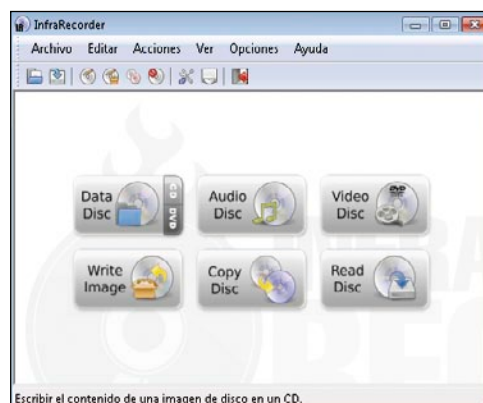 InfraRecorder
Archivo Editar Acciones Ver Opciones Ayuda
Data Disc CD DVD
Audio Disc
Video Disc
Write Image
Copy Disc
Read Disc
Escribir el contenido de una imagen de disco en un CD.